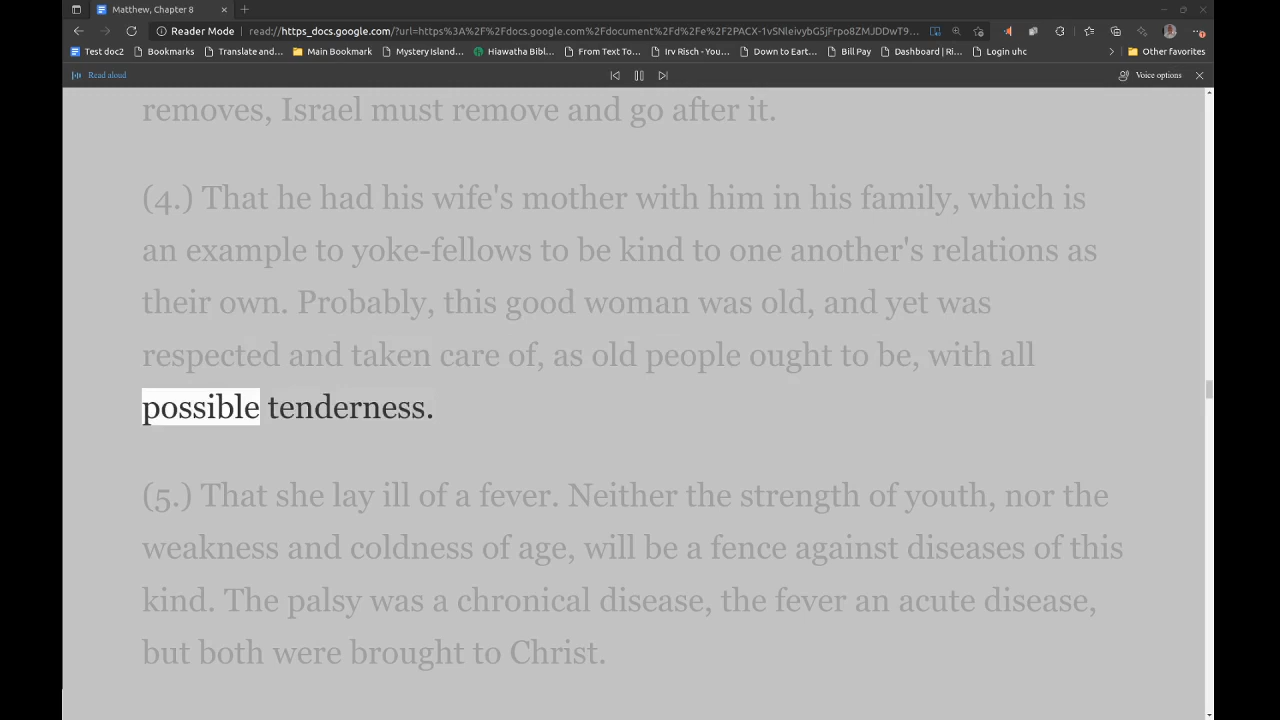 Matthew, Chapter 8
Reader Mode
read://https_docs.google.com/?url=https%3A%2F%2Fdocs.google.com%2Fdocument%2Fd%2Fe%2F2PACX-1vSNleivybG5jFrpo8ZMJDDwT9...
Test doc2 Bookmarks Translate and... Main Bookmark Mystery Island... Hiawatha Bibl... From Text To... Irv Risch - You... Down to Eart... Bill Pay Dashboard | Ri... Login uhc Other favorites
Read aloud Voice options
removes, Israel must remove and go after it.
(4.) That he had his wife's mother with him in his family, which is
an example to yoke-fellows to be kind to one another's relations as
their own. Probably, this good woman was old, and yet was
respected and taken care of, as old people ought to be, with all
possible tenderness.
(5.) That she lay ill of a fever. Neither the strength of youth, nor the
weakness and coldness of age, will be a fence against diseases of this
kind. The palsy was a chronical disease, the fever an acute disease,
but both were brought to Christ.